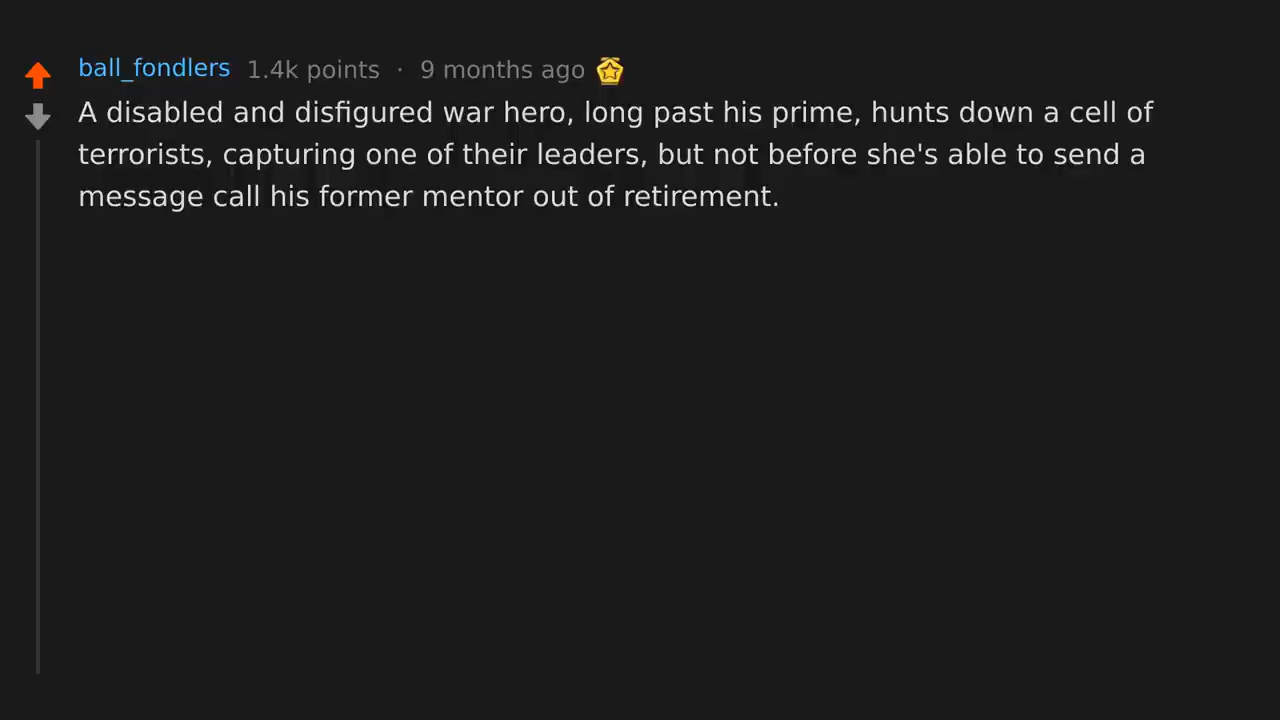 ball_fondlers 1.4k points · 9 months ago
A disabled and disfigured war hero, long past his prime, hunts down a cell of
terrorists, capturing one of their leaders, but not before she's able to send a
message call his former mentor out of retirement.